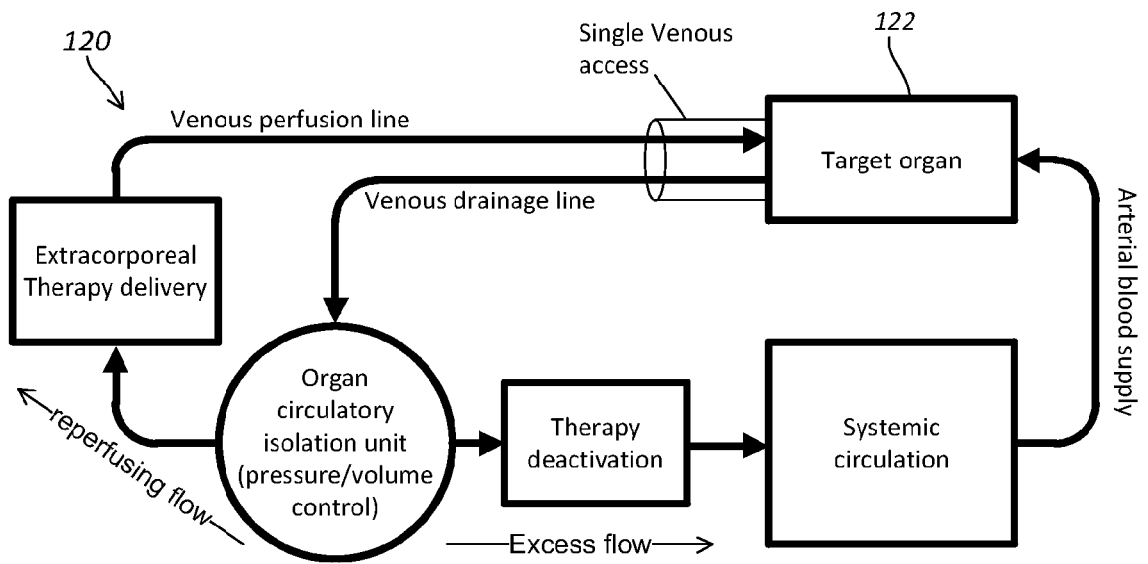 120
Single Venous
access
122
Venous perfusion line
Target organ
Venous drainage line
Extracorporeal
Therapy delivery
Arterial blood supply
Organ
circulatory
isolation unit
(pressure/volume
control)
Therapy
deactivation
Systemic
circulation
reperfusing flow
Excess flow